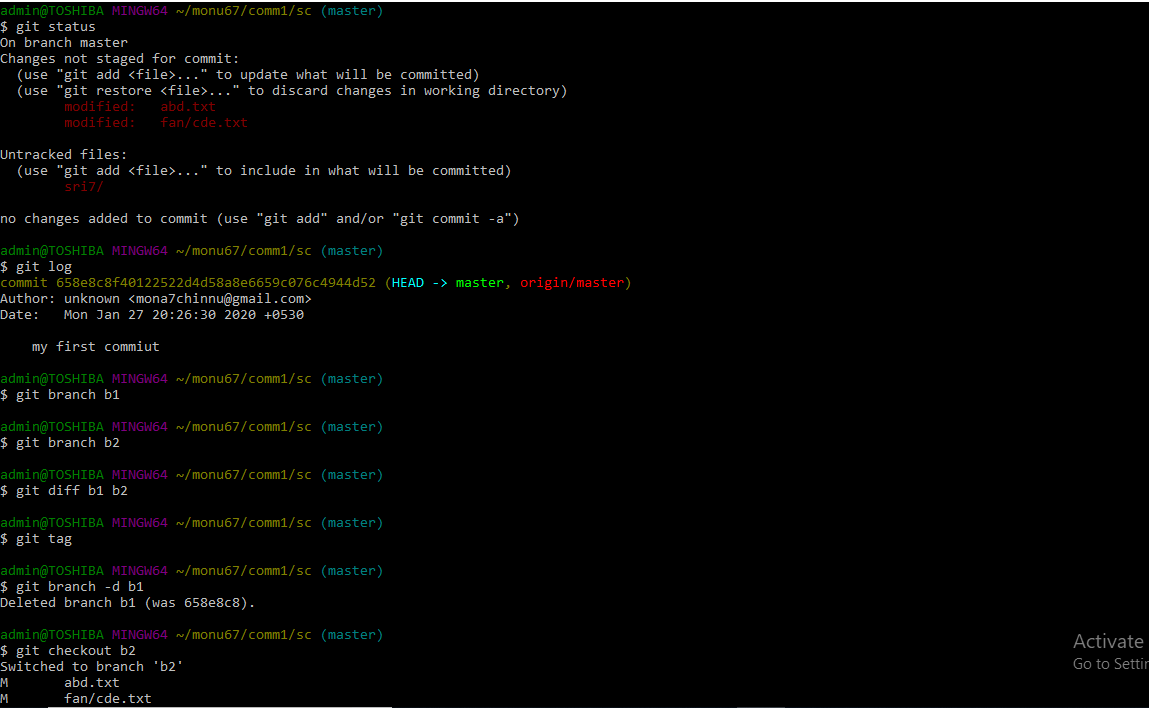 admin@TOSHIBA MINGW64 ~/monu67/comm1/sc (master)
$ git status
On branch master
Changes not staged for commit:
  (use "git add <file>..." to update what will be committed)
  (use "git restore <file>..." to discard changes in working directory)
        modified:   abd.txt
        modified:   fan/cde.txt

Untracked files:
  (use "git add <file>..." to include in what will be committed)
        sri7/

no changes added to commit (use "git add" and/or "git commit -a")

admin@TOSHIBA MINGW64 ~/monu67/comm1/sc (master)
$ git log
commit 658e8c8f40122522d4d58a8e6659c076c4944d52 (HEAD -> master, origin/master)
Author: unknown <mona7chinnu@gmail.com>
Date:   Mon Jan 27 20:26:30 2020 +0530

    my first commiut

admin@TOSHIBA MINGW64 ~/monu67/comm1/sc (master)
$ git branch b1

admin@TOSHIBA MINGW64 ~/monu67/comm1/sc (master)
$ git branch b2

admin@TOSHIBA MINGW64 ~/monu67/comm1/sc (master)
$ git diff b1 b2

admin@TOSHIBA MINGW64 ~/monu67/comm1/sc (master)
$ git tag

admin@TOSHIBA MINGW64 ~/monu67/comm1/sc (master)
$ git branch -d b1
Deleted branch b1 (was 658e8c8).

admin@TOSHIBA MINGW64 ~/monu67/comm1/sc (master)
$ git checkout b2
Switched to branch 'b2'
M       abd.txt
M       fan/cde.txt
Activate
Go to Settin